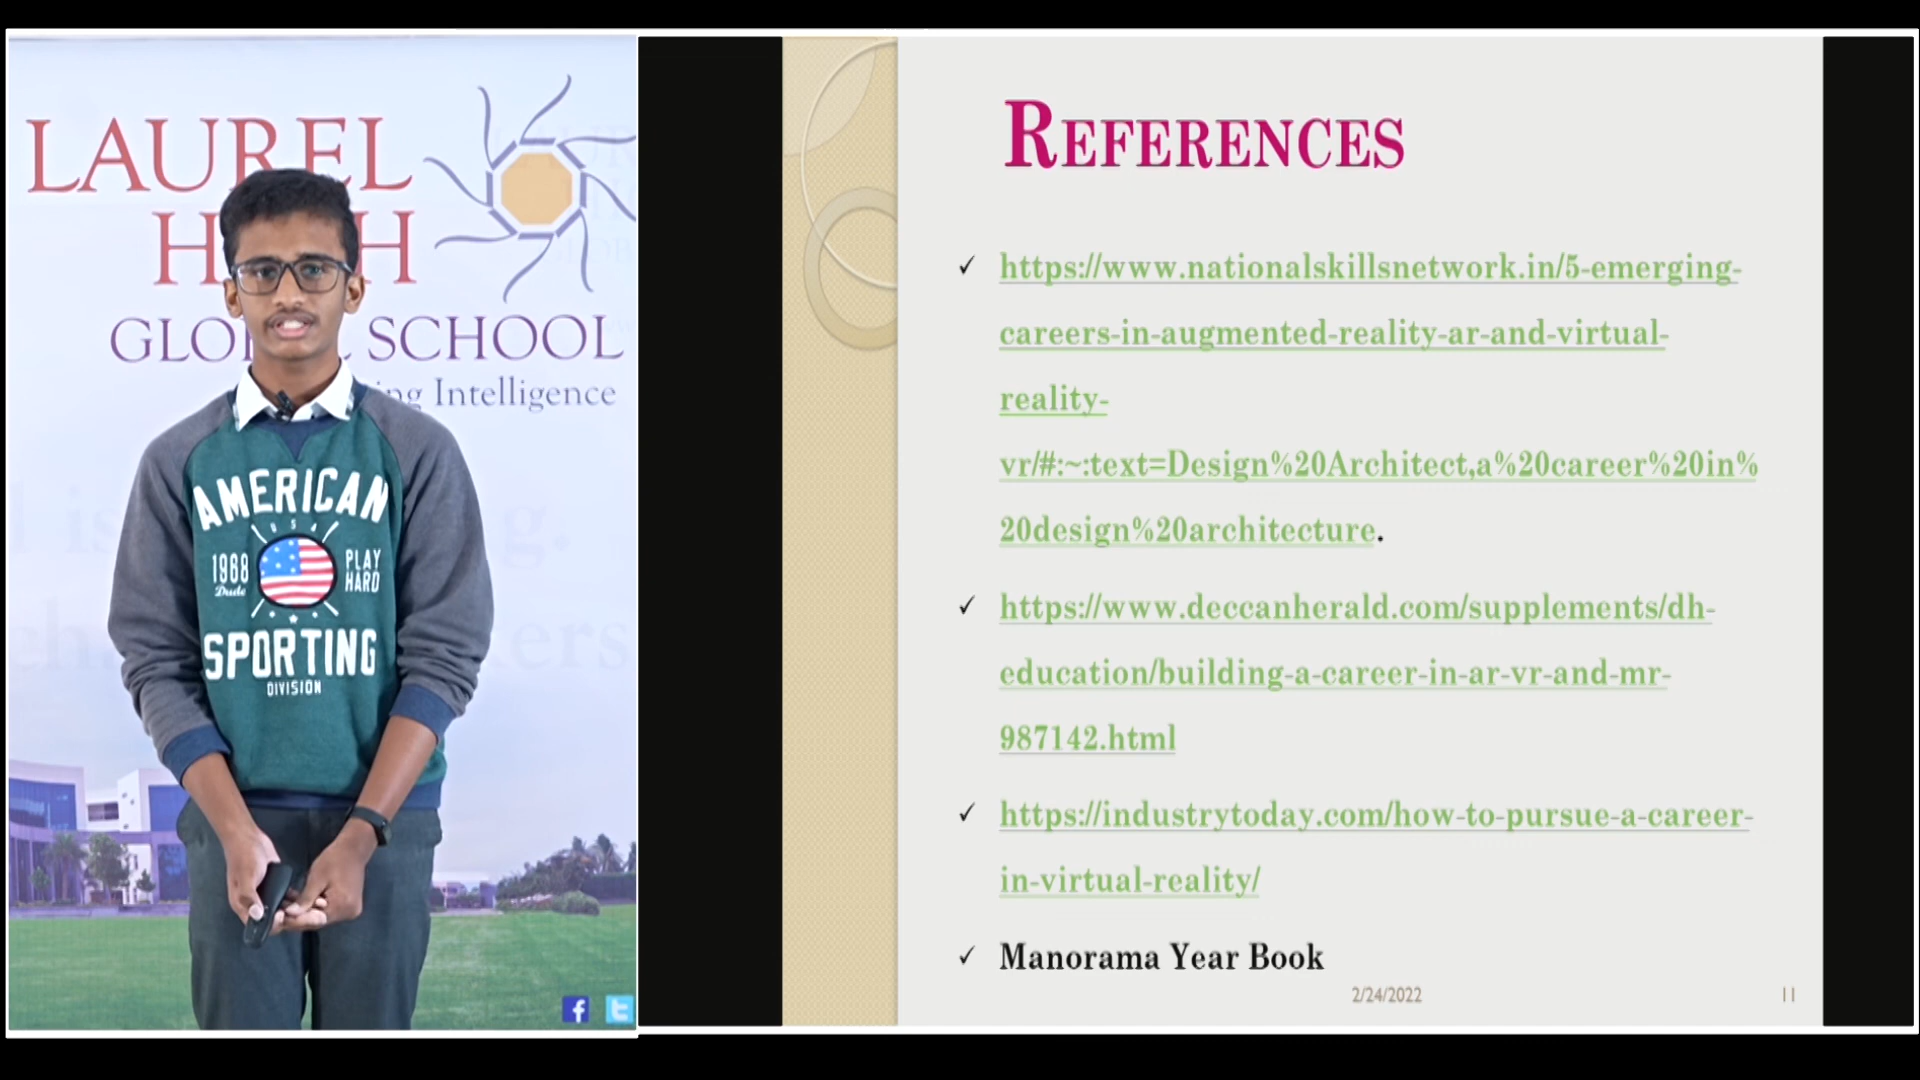 LAUREL
H H
GLO SCHOOL
ing Intelligence
AMERICAN
USA
1988
Dude
PLAY
HARD
SPORTING
DIVISION
REFERENCES
✓ https://www.nationalskillsnetwork.in/5-emerging-
careers-in-augmented-reality-ar-and-virtual-
reality-
vr/#:~:text=Design%20Architect,a%20career%20in%
20design%20architecture.
✓ https://www.deccanherald.com/supplements/dh-
education/building-a-career-in-ar-vr-and-mr-
987142.html
✓ https://industrytoday.com/how-to-pursue-a-career-
in-virtual-reality/
✓ Manorama Year Book
2/24/2022
11